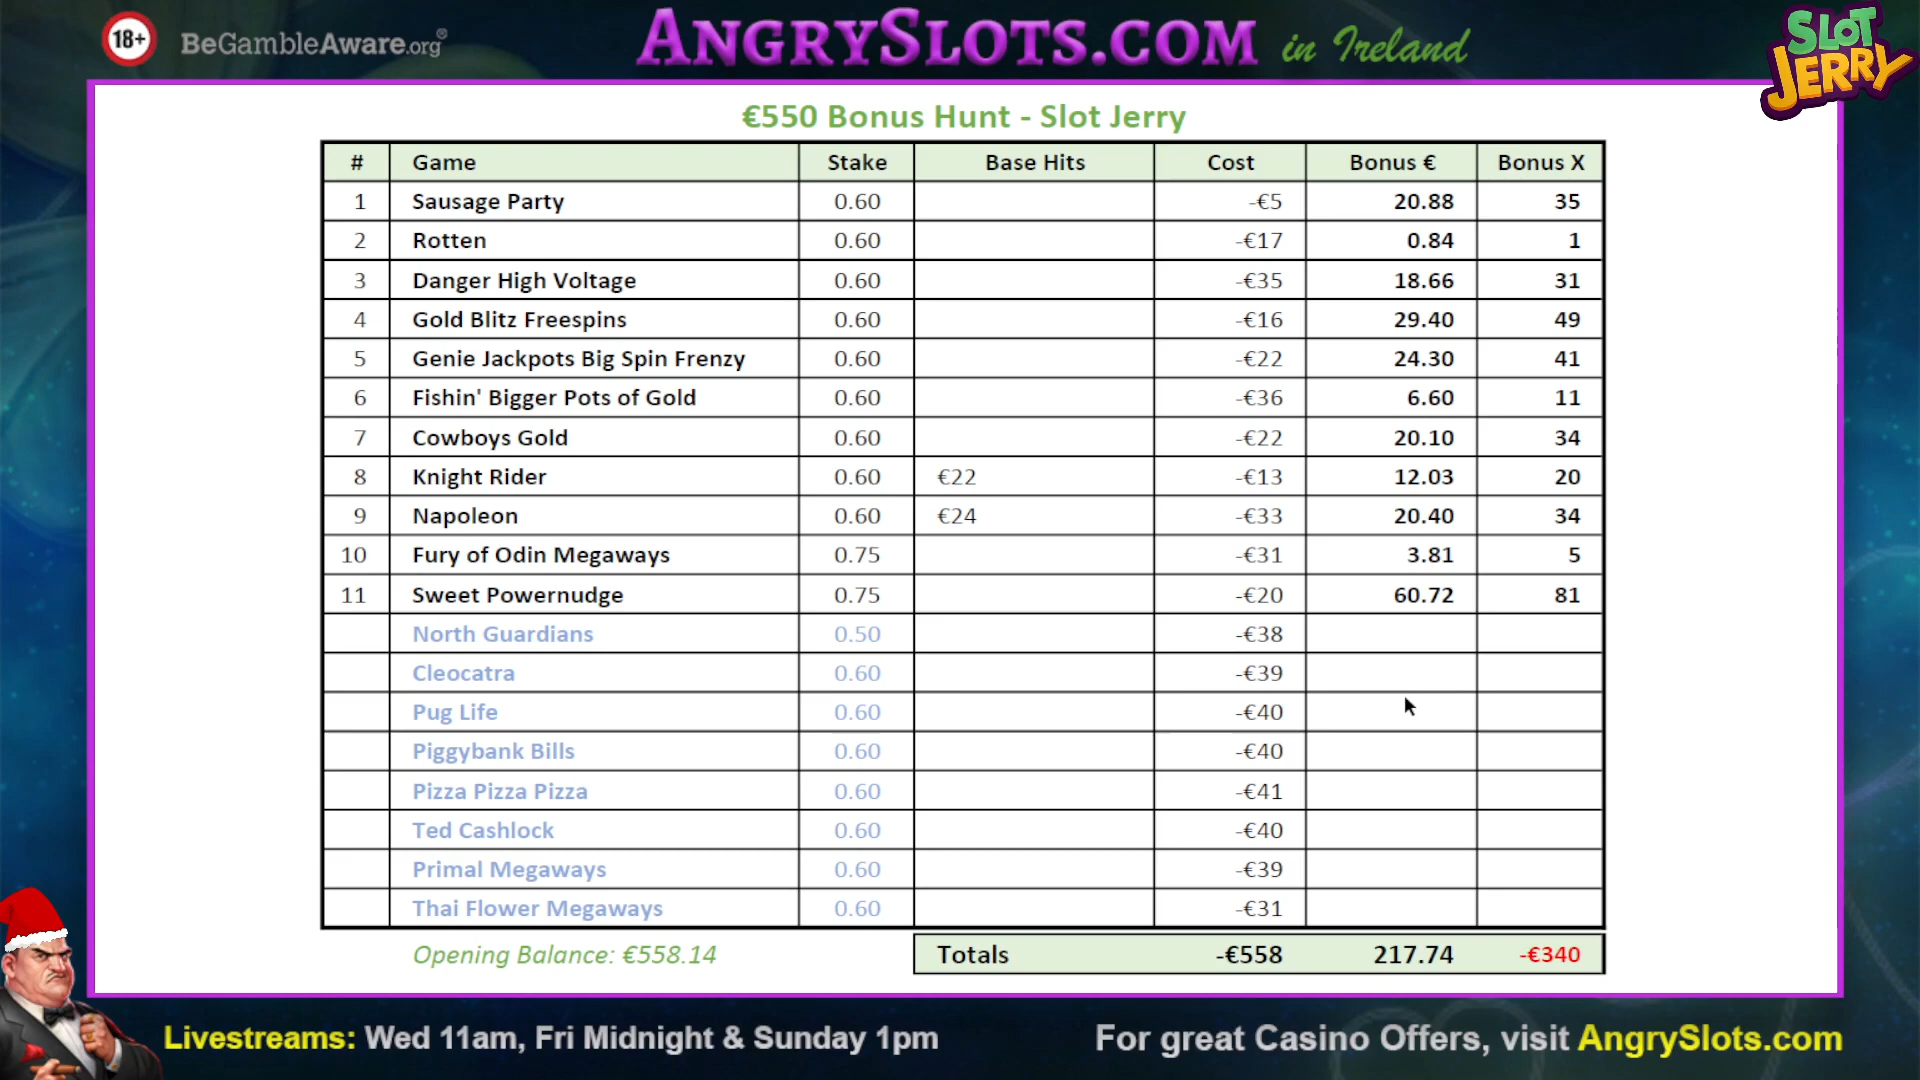 18+ BeGambleAware.org® ANGRYSLOTS.COM in Ireland SLOT JERRY
€550 Bonus Hunt - Slot Jerry
# Game Stake Base Hits Cost Bonus € Bonus X
1 Sausage Party 0.60 -€5 20.88 35
2 Rotten 0.60 -€17 0.84 1
3 Danger High Voltage 0.60 -€35 18.66 31
4 Gold Blitz Freespins 0.60 -€16 29.40 49
5 Genie Jackpots Big Spin Frenzy 0.60 -€22 24.30 41
6 Fishin' Bigger Pots of Gold 0.60 -€36 6.60 11
7 Cowboys Gold 0.60 -€22 20.10 34
8 Knight Rider 0.60 €22 -€13 12.03 20
9 Napoleon 0.60 €24 -€33 20.40 34
10 Fury of Odin Megaways 0.75 -€31 3.81 5
11 Sweet Powernudge 0.75 -€20 60.72 81
North Guardians 0.50 -€38
Cleocatra 0.60 -€39
Pug Life 0.60 -€40
Piggybank Bills 0.60 -€40
Pizza Pizza Pizza 0.60 -€41
Ted Cashlock 0.60 -€40
Primal Megaways 0.60 -€39
Thai Flower Megaways 0.60 -€31
Opening Balance: €558.14 Totals -€558 217.74 -€340
Livestreams: Wed 11am, Fri Midnight & Sunday 1pm For great Casino Offers, visit AngrySlots.com